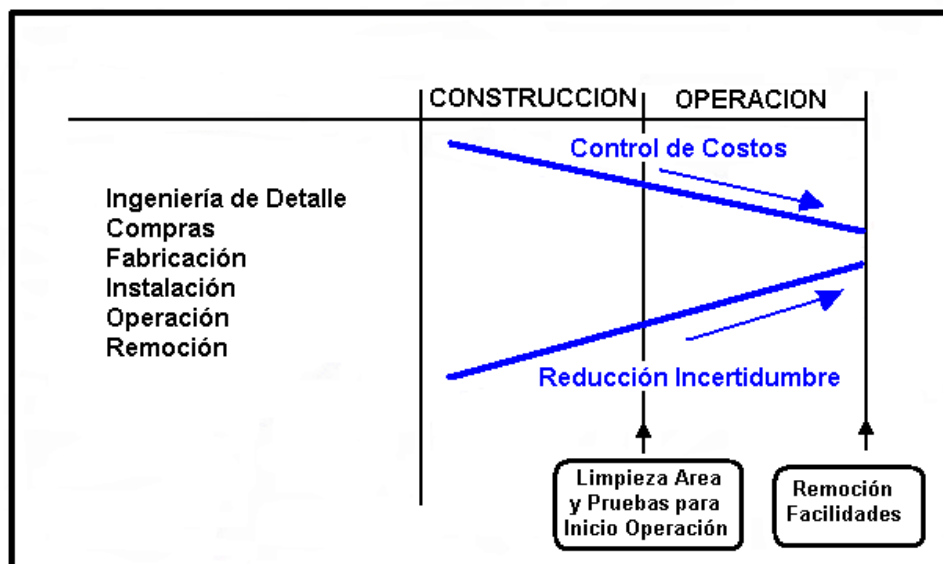 CONSTRUCCION
OPERACION
Control de Costos
Ingeniería de Detalle
Compras
Fabricación
Instalación
Operación
Remoción
Reducción Incertidumbre
Limpieza Area
y Pruebas para
Inicio Operación
Remoción
Facilidades